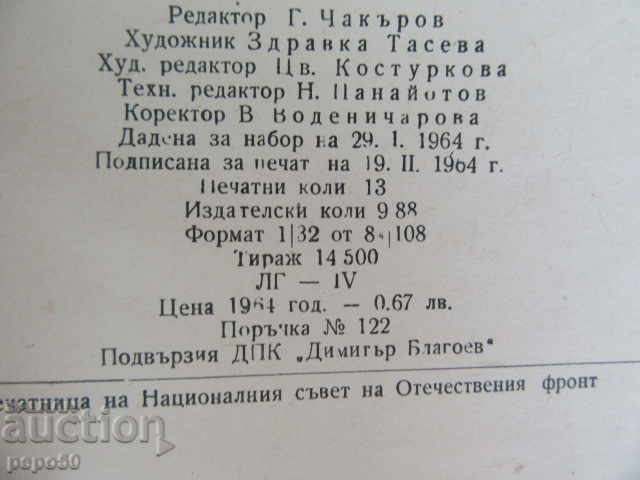 Редактор Г. Чакъров
Художник Здравка Тасева
Худ. редактор Цв. Костуркова
Техн. редактор Н. Панайотов
Коректор В Воденичарова
Дадена за набор на 29. I. 1964 г.
Подписана за печат на 19. II. 1964 г.
Печатни коли 13
Издателски коли 9 88
Формат 1|32 от 8 |108
Тираж 14 500
ЛГ — IV
Цена 1964 год. — 0.67 лв.
Поръчка № 122
Подвързия ДПК „Димитър Благоев“
ечатница на Националния съвет на Отечествения фронт
auction
pepo50